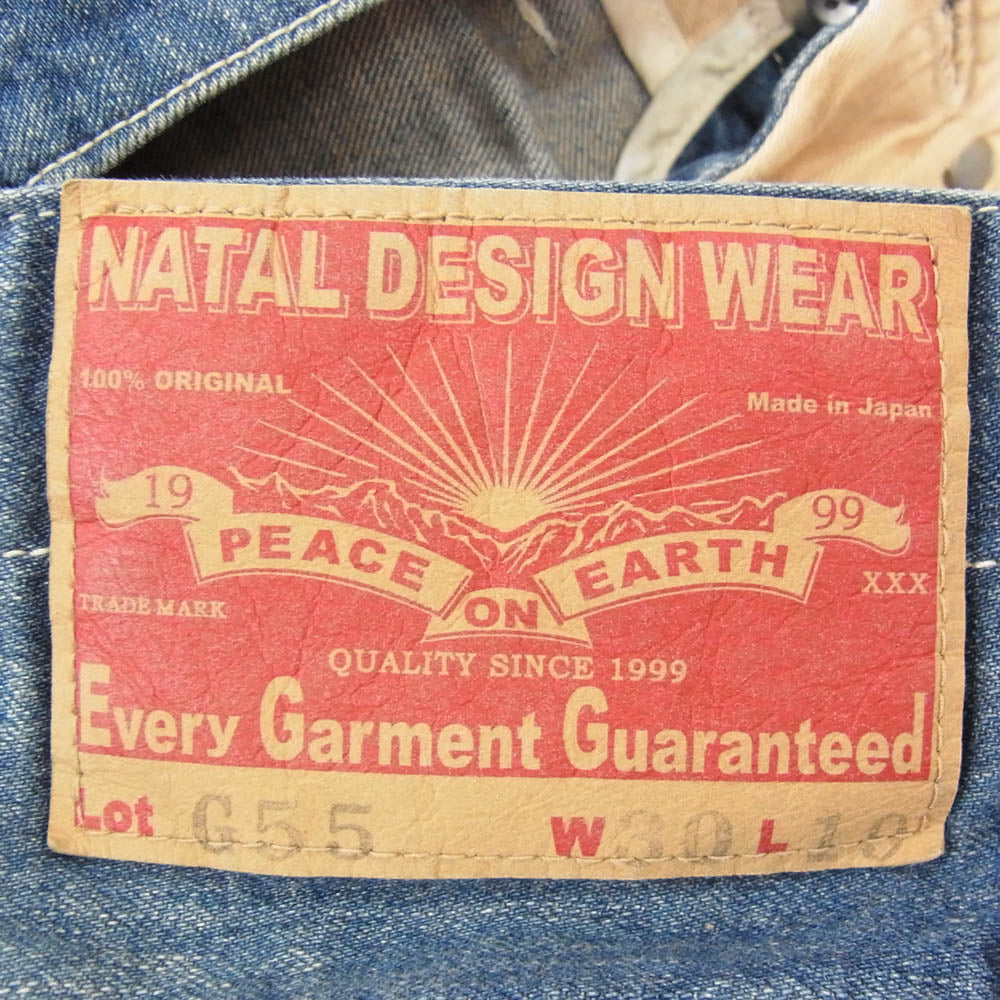 NATAL DESIGN WEAR
100% ORIGINAL
Made in Japan
19 99
PEACE ON EARTH
TRADE MARK
XXX
QUALITY SINCE 1999
Every Garment Guaranteed
Lot G55 W 30 L